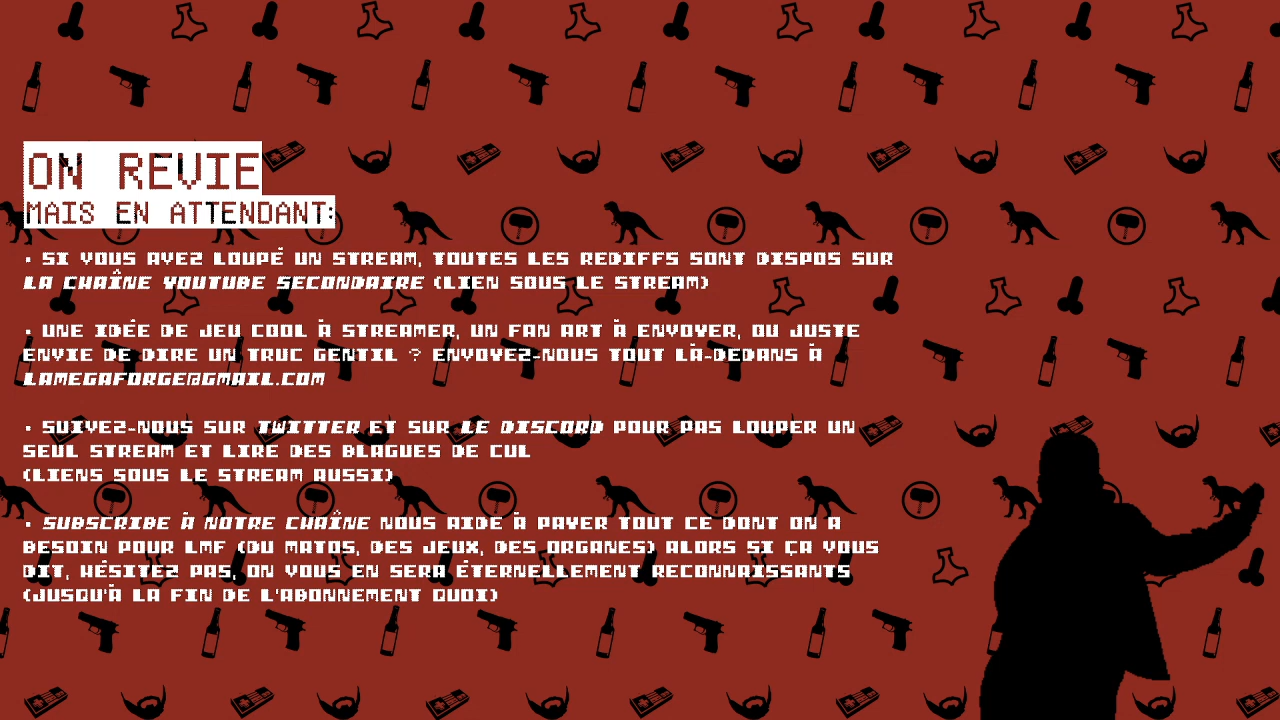 ON REVIE
MAIS EN ATTENDANT:
· SI VOUS AVEZ LOUPÉ UN STREAM, TOUTES LES REDIFFS SONT DISPOS SUR
LA CHAÎNE YOUTUBE SECONDAIRE (LIEN SOUS LE STREAM)
· UNE IDÉE DE JEU COOL À STREAMER, UN FAN ART À ENVOYER, OU JUSTE
ENVIE DE DIRE UN TRUC GENTIL ? ENVOYEZ-NOUS TOUT LÀ-DEDANS À
LAMEGAFORGE@GMAIL.COM
· SUIVEZ-NOUS SUR TWITTER ET SUR LE DISCORD POUR PAS LOUPER UN
SEUL STREAM ET LIRE DES BLAGUES DE CUL
(LIENS SOUS LE STREAM AUSSI)
· SUBSCRIBE À NOTRE CHAÎNE NOUS AIDE À PAYER TOUT CE DONT ON A
BESOIN POUR LMF (DU MATOS, DES JEUX, DES ORGANES) ALORS SI ÇA VOUS
DIT, HÉSITEZ PAS, ON VOUS EN SERA ÉTERNELLEMENT RECONNAISSANTS
(JUSQU'À LA FIN DE L'ABONNEMENT QUOI)